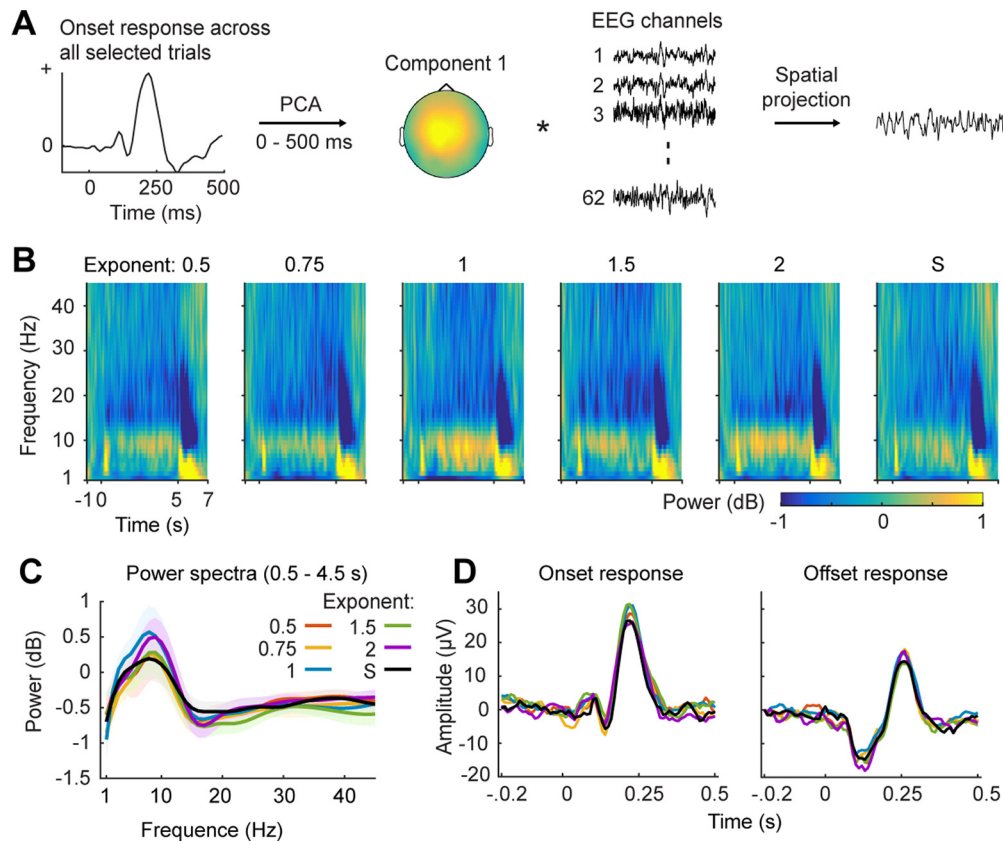 A
Onset response across
all selected trials
+
0
0 250 500
Time (ms)
PCA
0 - 500 ms
Component 1
*
EEG channels
1
2
3
62
Spatial
projection
B
Exponent: 0.5 0.75 1 1.5 2 S
Frequency (Hz)
40
30
20
10
1
-1 0 5 7
Time (s)
Power (dB)
-1 0 1
C
Power spectra (0.5 - 4.5 s)
Exponent:
0.5 1.5
0.75 2
1 S
Power (dB)
1
0.5
0
-0.5
-1
-1.5
1 10 20 30 40
Frequence (Hz)
D
Onset response Offset response
Amplitude (µV)
30
20
10
0
-10
-20
-.0.2 0 0.25 0.5
-.0.2 0 0.25 0.5
Time (s)